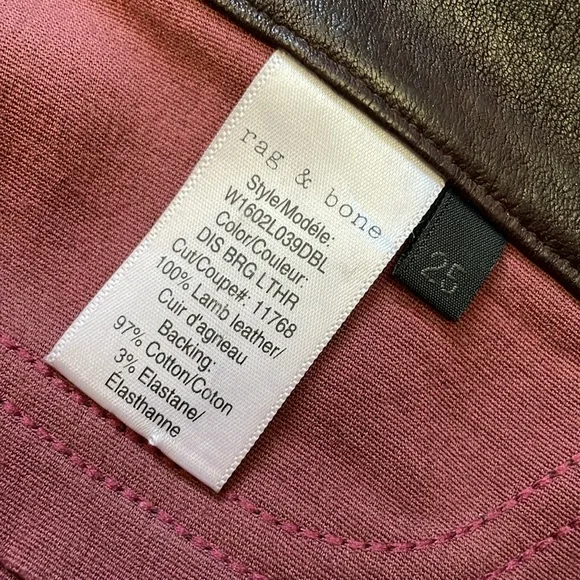 rag & bone
Style/Modéle:
W1602L039DBL
Color/Couleur:
DIS BRG LTHR
Cut/Coupe#: 11768
100% Lamb leather/
Cuir d'agneau
Backing:
97% Cotton/Coton
3% Elastane/
Élasthanne
25